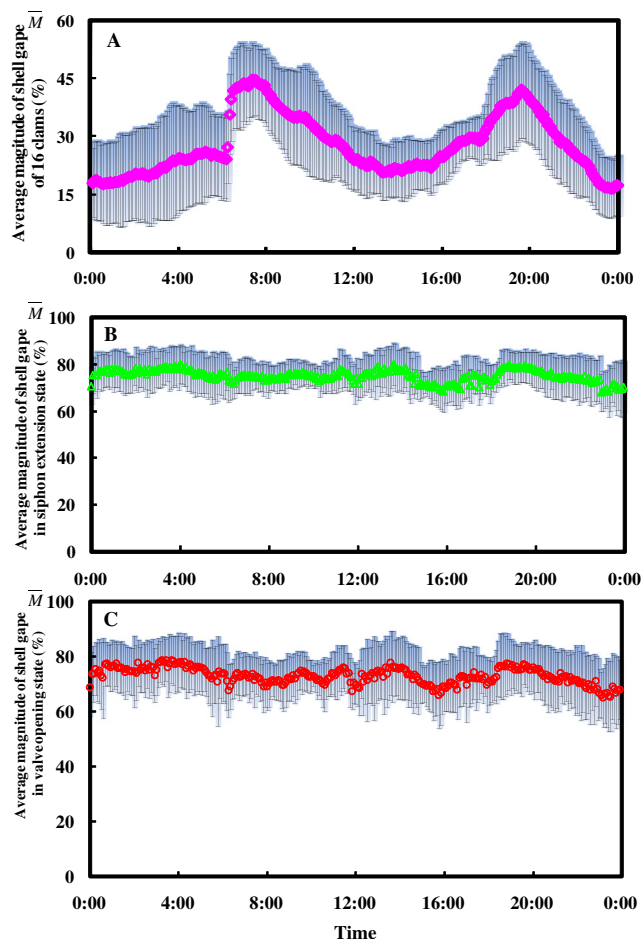 M
60
A
45
30
15
0
Average magitude of shell gape
of 16 clams (%)
0:00 4:00 8:00 12:00 16:00 20:00 0:00
M
100
B
80
60
40
20
0
Average magnitude of shell gape
in siphon extension state (%)
0:00 4:00 8:00 12:00 16:00 20:00 0:00
M
100
C
80
60
40
20
0
Average magnitude of shell gape
in valve opening state (%)
0:00 4:00 8:00 12:00 16:00 20:00 0:00
Time